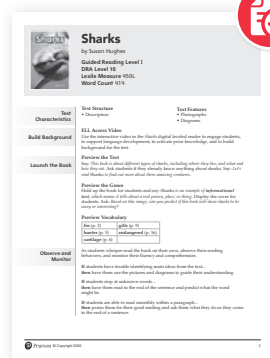 Sharks
Sharks
by Susan Hughes
Guided Reading Level I
DRA Level 16
Lexile Measure 450L
Word Count 414
Text Characteristics
Text Structure
• Description
Text Features
• Photographs
• Diagrams
Build Background
ELL Access Video
Use the interactive video in the Sharks digital leveled reader to engage students,
to support language development, to activate prior knowledge, and to build
background for the text.
Launch the Book
Preview the Text
Say: This book is about different types of sharks, including where they live, and what and
how they eat. Ask students if they already know anything about sharks. Say: Let's
read Sharks to find out more about these amazing creatures.
Preview the Genre
Hold up the book for students and say: Sharks is an example of informational
text, which means it tells about a real person, place, or thing. Display the cover for
students. Ask: Based on this image, can you predict if this book will show sharks to be
scary or interesting?
Preview Vocabulary
fin (p. 2)
gills (p. 9)
hunter (p. 5)
endangered (p. 16)
cartilage (p. 6)
Observe and Monitor
As students whisper-read the book on their own, observe their reading
behaviors, and monitor their fluency and comprehension.
If students have trouble identifying main ideas from the text...
then have them use the pictures and diagrams to guide their understanding.
If students stop at unknown words...
then have them read to the end of the sentence and predict what the word
might be.
If students are able to read smoothly within a paragraph...
then praise them for their good reading and ask them what they do as they came
to the end of a sentence.
Pearson © Copyright 2020
1